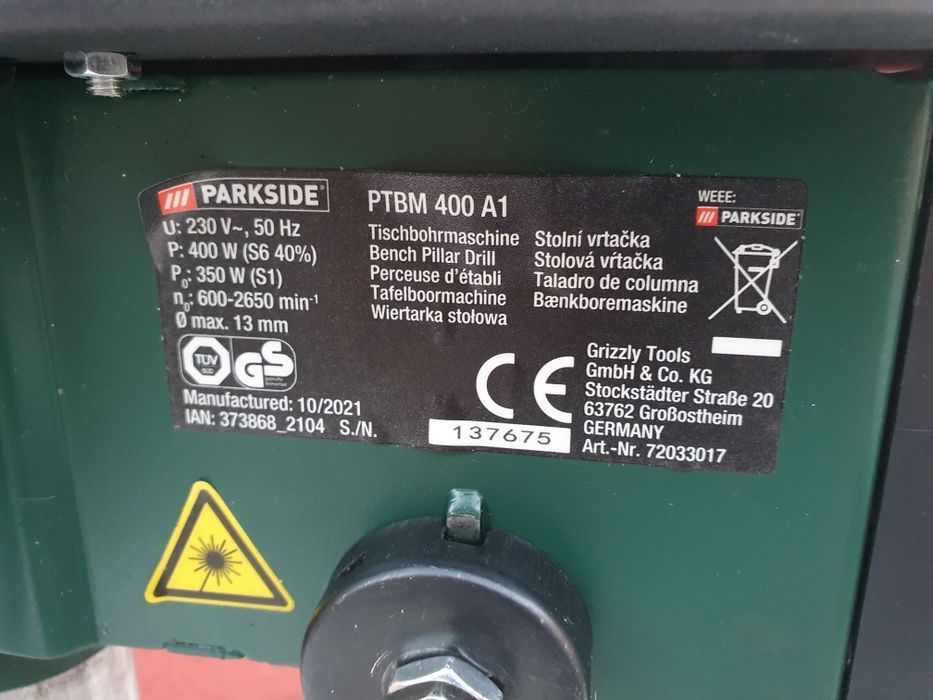 PARKSIDE®
U: 230 V~, 50 Hz
P: 400 W (S6 40%)
P₀: 350 W (S1)
n₀: 600-2650 min⁻¹
Ø max. 13 mm
TÜV SÜD GS geprüfte Sicherheit
Manufactured: 10/2021
IAN: 373868_2104 S./N. 137675
PTBM 400 A1
Tischbohrmaschine
Bench Pillar Drill
Perceuse d'établi
Tafelboormachine
Wiertarka stołowa
Stolní vrtačka
Stolová vŕtačka
Taladro de columna
Bænkboremaskine
WEEE:
PARKSIDE®
CE
Grizzly Tools
GmbH & Co. KG
Stockstädter Straße 20
63762 Großostheim
GERMANY
Art.-Nr. 72033017